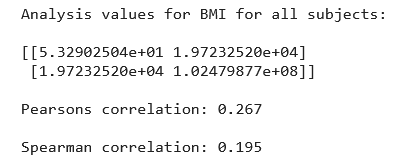 Analysis values for BMI for all subjects:
[[5.32902504e+01 1.97232520e+04]
[1.97232520e+04 1.02479877e+08]]
Pearsons correlation: 0.267
Spearman correlation: 0.195